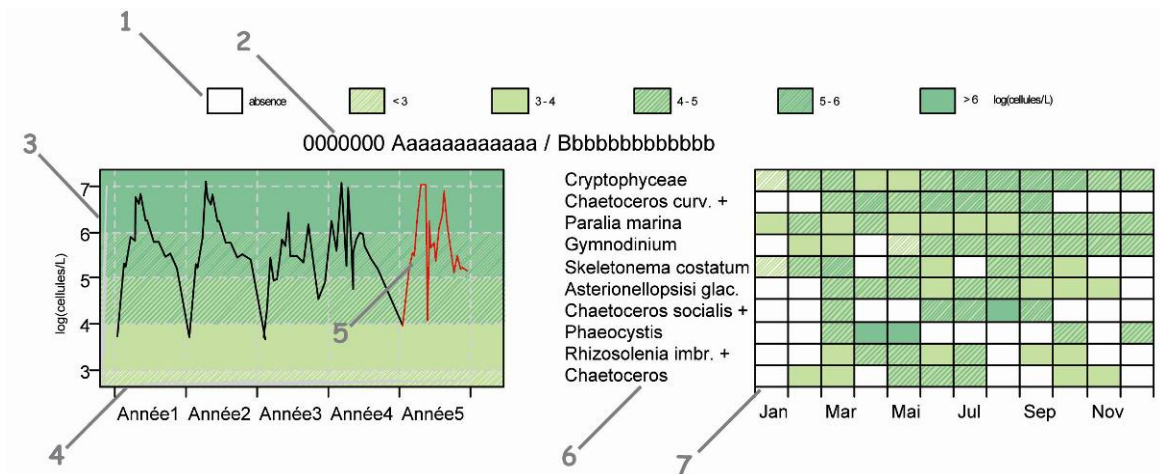 1
2
absence
< 3
3 - 4
4 - 5
5 - 6
> 6 log(cellules/L)
0000000 Aaaaaaaaaaaaa / Bbbbbbbbbbbbb
3
log(cellules/L)
7
6
5
4
3
5
Année1 Année2 Année3 Année4 Année5
4
Cryptophyceae
Chaetoceros curv. +
Paralia marina
Gymnodinium
Skeletonema costatum
Asterionellopsisi glac.
Chaetoceros socialis +
Phaeocystis
Rhizosolenia imbr. +
Chaetoceros
Jan Mar Mai Jul Sep Nov
6
7